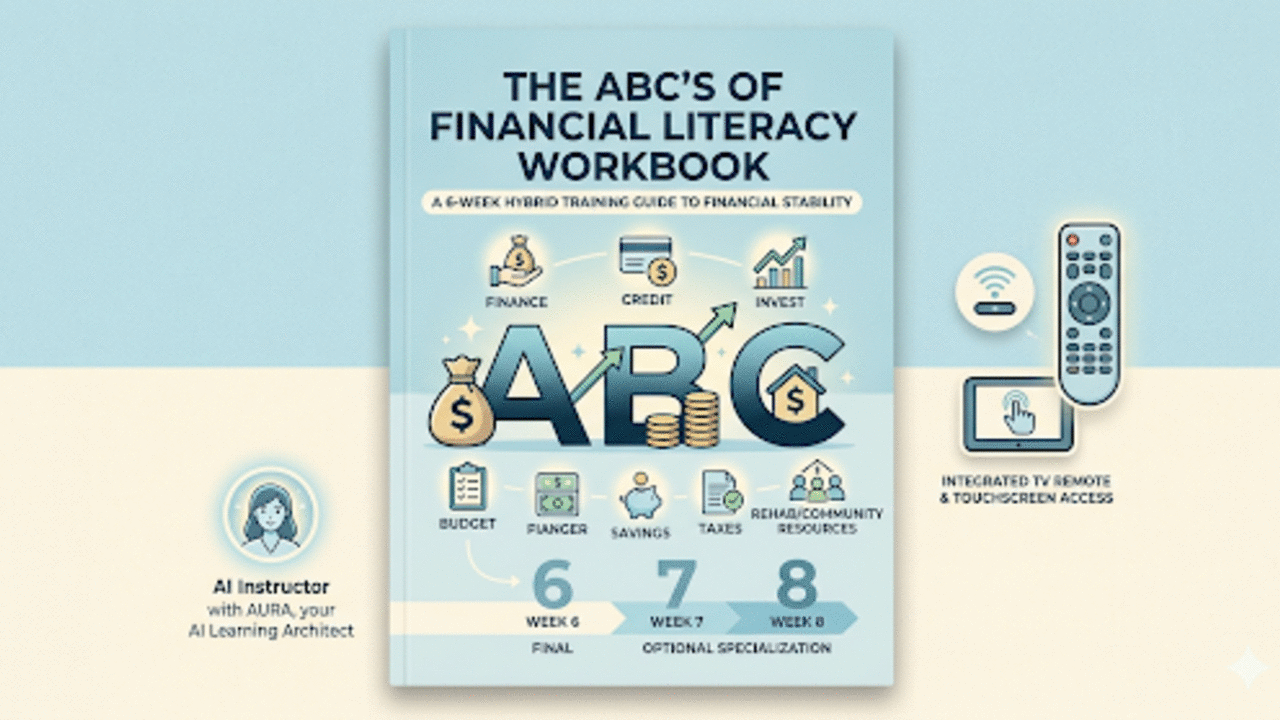 THE ABC'S OF
FINANCIAL LITERACY
WORKBOOK
A 6-WEEK HYBRID TRAINING GUIDE TO FINANCIAL STABILITY
FINANCE
CREDIT
INVEST
ABC
$
$
BUDGET
FIANGER
SAVINGS
TAXES
REHAB/COMMUNITY
RESOURCES
6
7
8
WEEK 6
WEEK 7
WEEK 8
FINAL
OPTIONAL SPECIALIZATION
AI Instructor
with AURA, your
AI Learning Architect
INTEGRATED TV REMOTE
& TOUCHSCREEN ACCESS